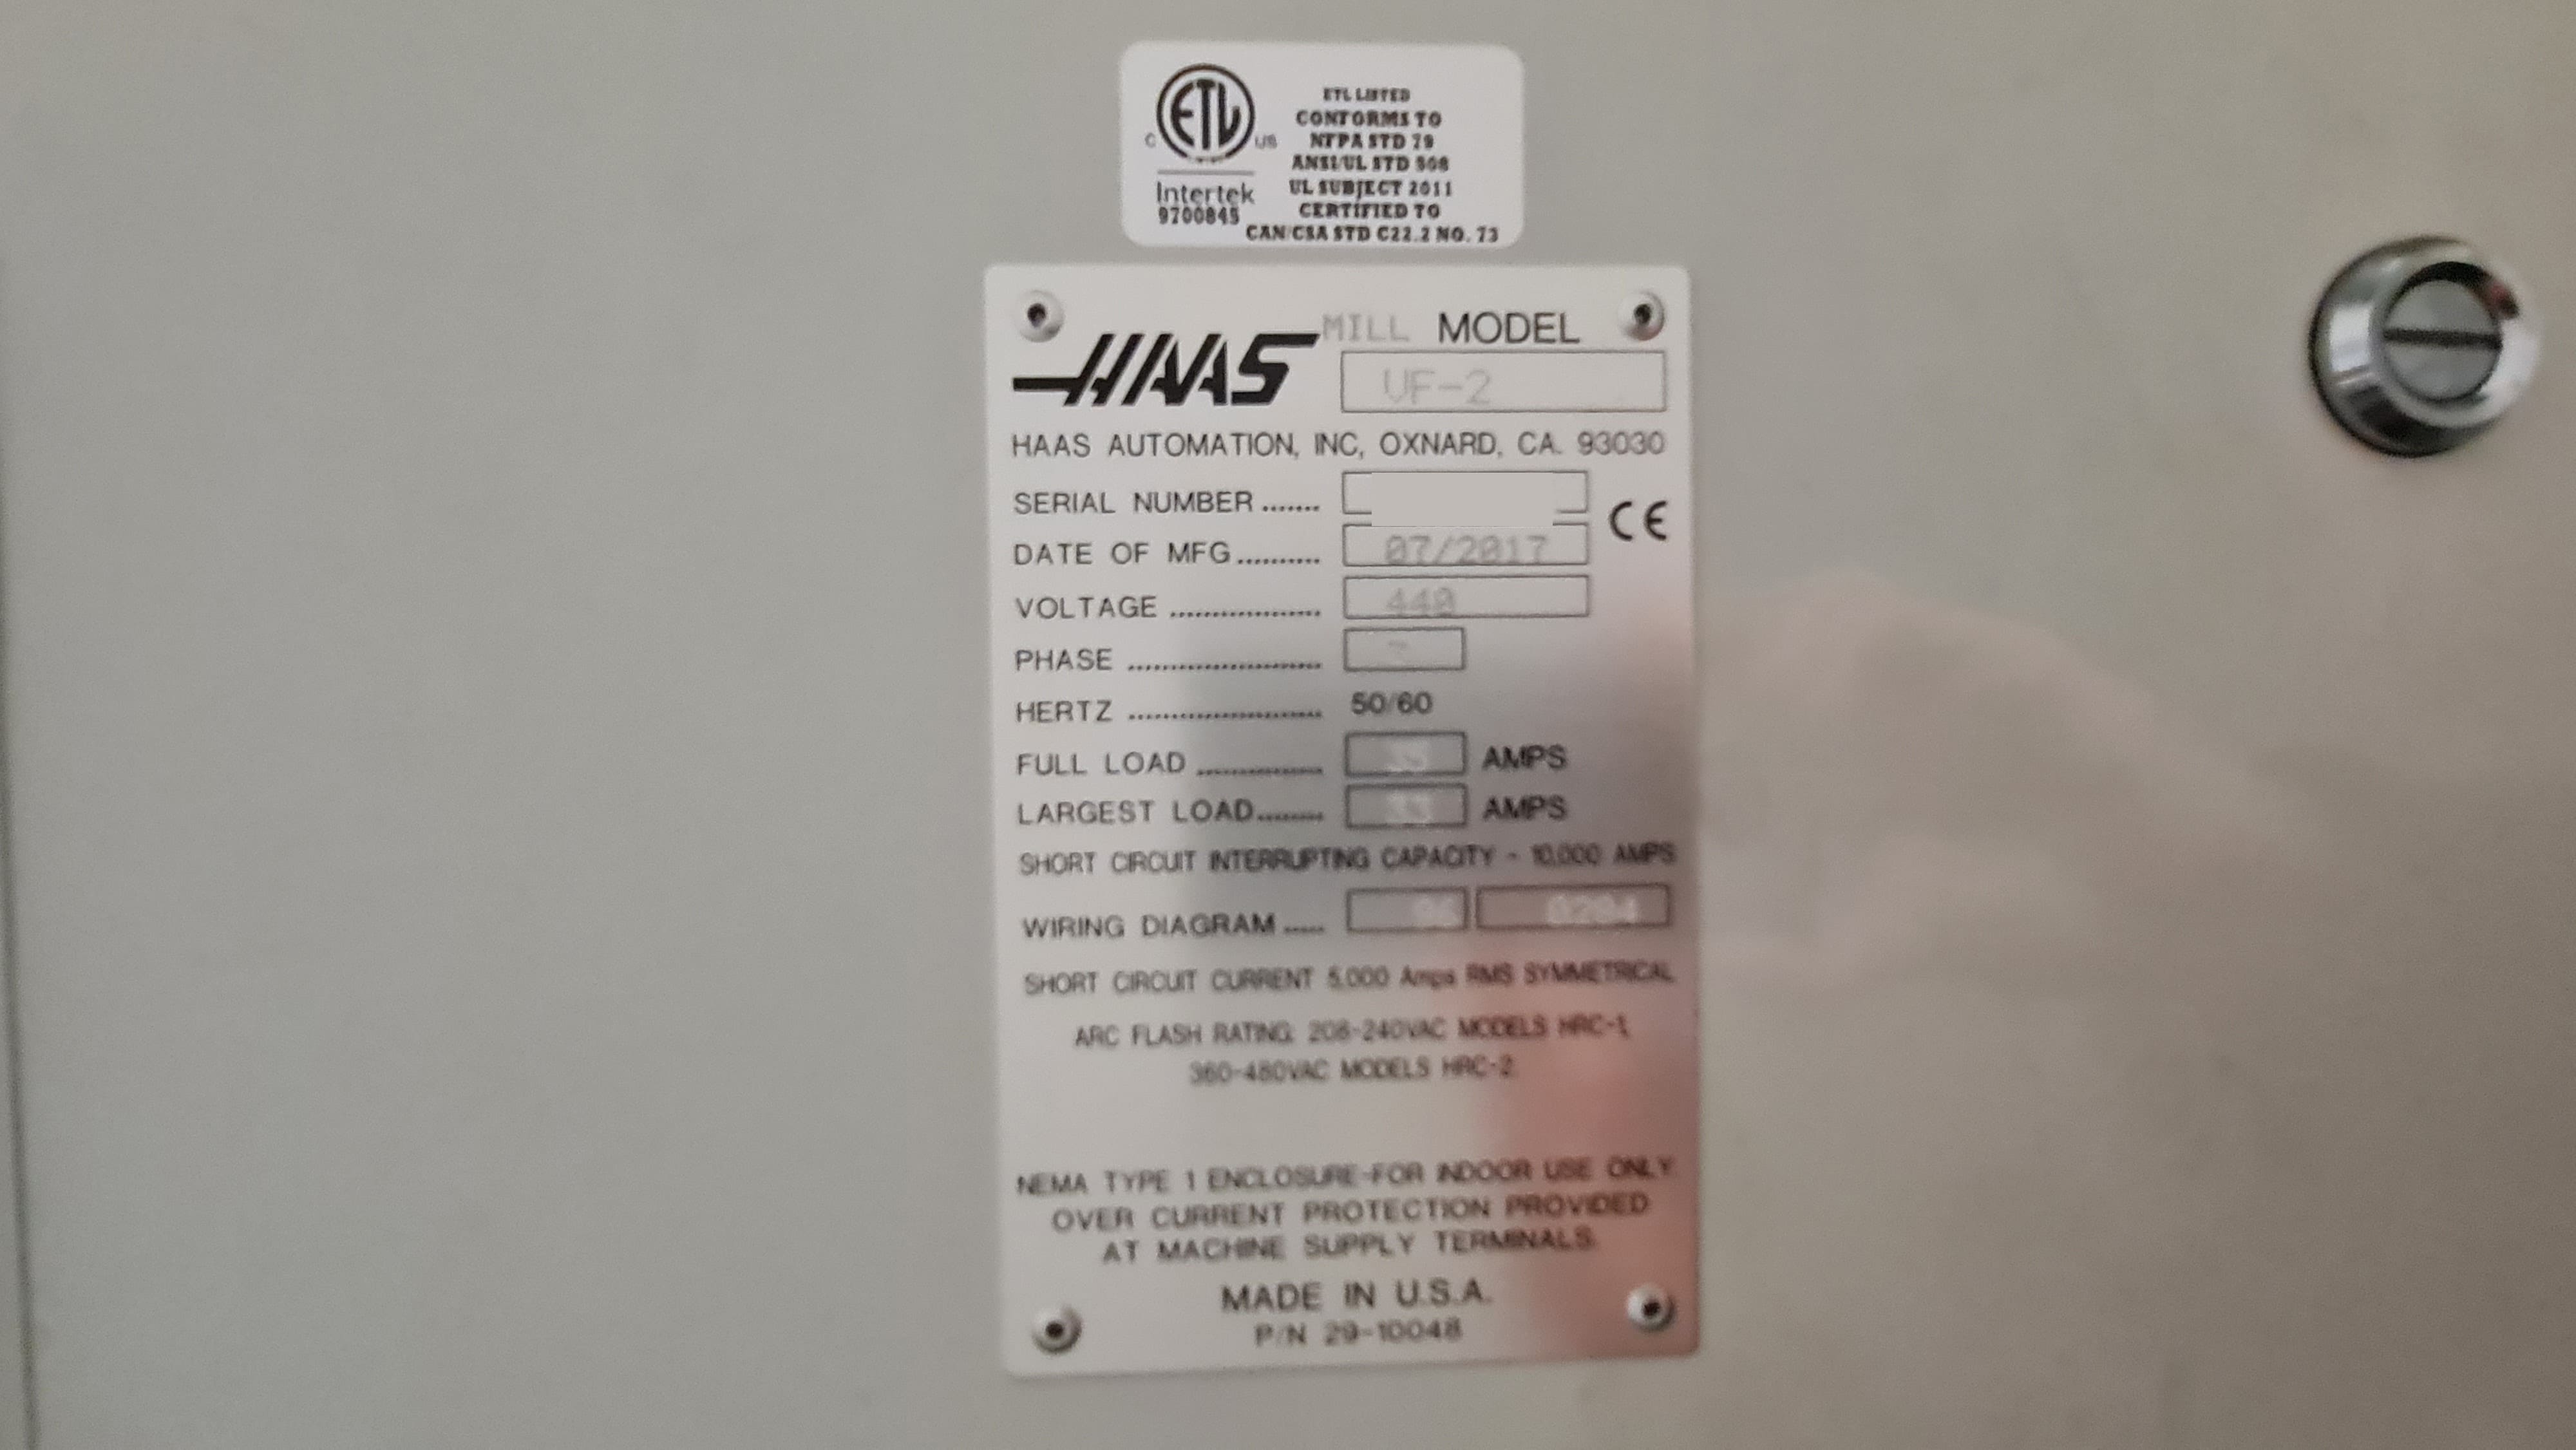 ETL
C US
Intertek
9700845
ETL LISTED
CONFORMS TO
NFPA STD 79
ANSI/UL STD 508
UL SUBJECT 2011
CERTIFIED TO
CAN/CSA STD C22.2 NO. 73
HAAS
MILL MODEL
VF-2
HAAS AUTOMATION, INC, OXNARD, CA. 93030
SERIAL NUMBER .......
CE
DATE OF MFG.......... 07/2017
VOLTAGE ................... 440
PHASE ........................
HERTZ ........................ 50/60
FULL LOAD ................ AMPS
LARGEST LOAD......... AMPS
SHORT CIRCUIT INTERRUPTING CAPACITY - 10,000 AMPS
WIRING DIAGRAM ..... 0204
SHORT CIRCUIT CURRENT 5,000 Amps RMS SYMMETRICAL
ARC FLASH RATING: 208-240VAC MODELS HRC-1,
360-480VAC MODELS HRC-2.
NEMA TYPE 1 ENCLOSURE-FOR INDOOR USE ONLY
OVER CURRENT PROTECTION PROVIDED
AT MACHINE SUPPLY TERMINALS.
MADE IN U.S.A.
P/N 29-10048